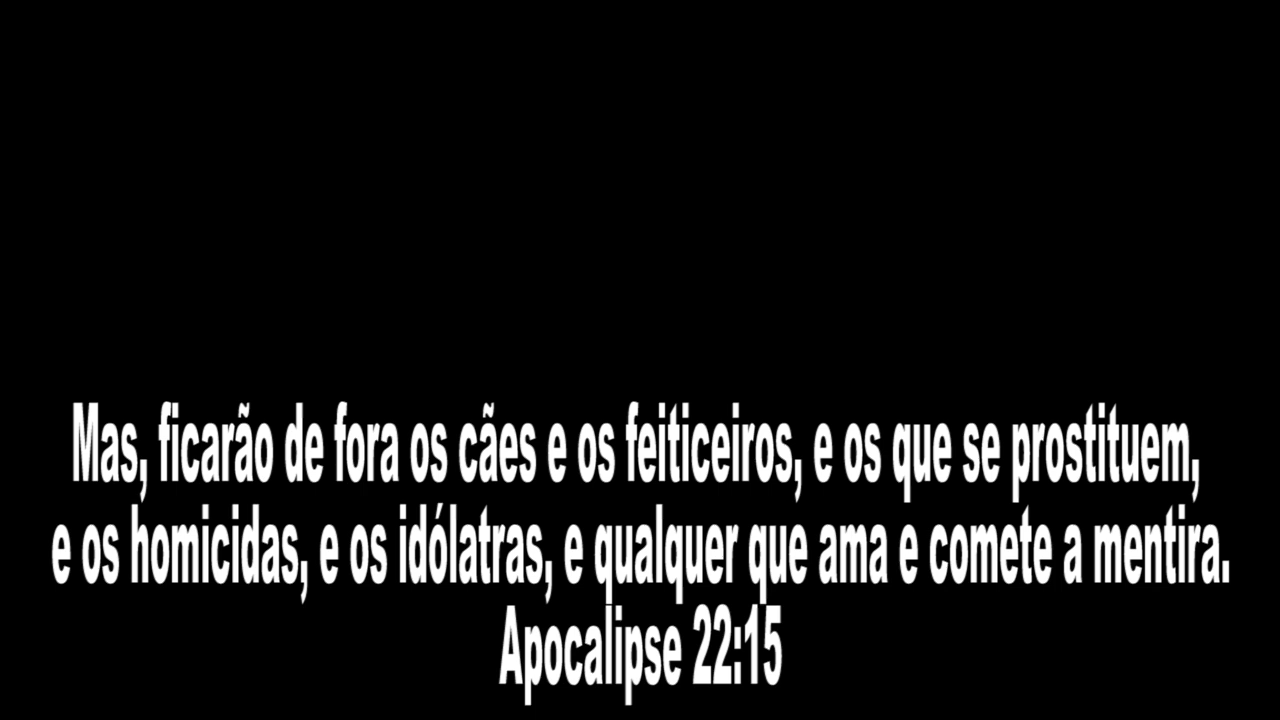 Mas, ficarão de fora os cães e os feiticeiros, e os que se prostituem,
e os homicidas, e os idólatras, e qualquer que ama e comete a mentira.
Apocalipse 22:15